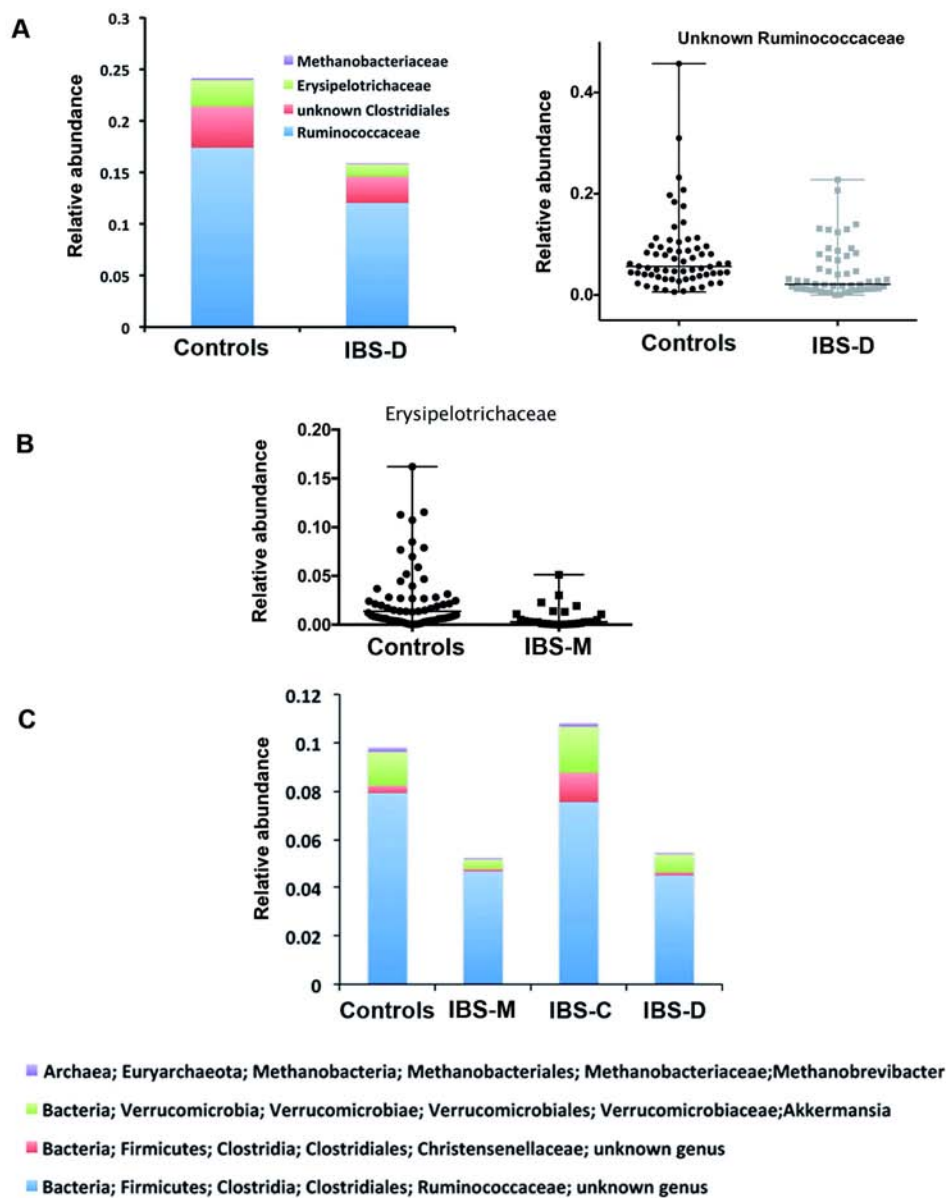 A
0.3
0.25
0.2
0.15
0.1
0.05
0
Relative abundance
Methanobacteriaceae
Erysipelotrichaceae
unknown Clostridiales
Ruminococcaceae
Controls IBS-D
Unknown Ruminococcaceae
0.4
0.2
0.0
Relative abundance
Controls IBS-D
B
Erysipelotrichaceae
0.20
0.15
0.10
0.05
0.00
Relative abundance
Controls IBS-M
C
0.12
0.1
0.08
0.06
0.04
0.02
0
Relative abundance
Controls IBS-M IBS-C IBS-D
Archaea; Euryarchaeota; Methanobacteria; Methanobacteriales; Methanobacteriaceae;Methanobrevibacter
Bacteria; Verrucomicrobia; Verrucomicrobiae; Verrucomicrobiales; Verrucomicrobiaceae;Akkermansia
Bacteria; Firmicutes; Clostridia; Clostridiales; Christensenellaceae; unknown genus
Bacteria; Firmicutes; Clostridia; Clostridiales; Ruminococcaceae; unknown genus